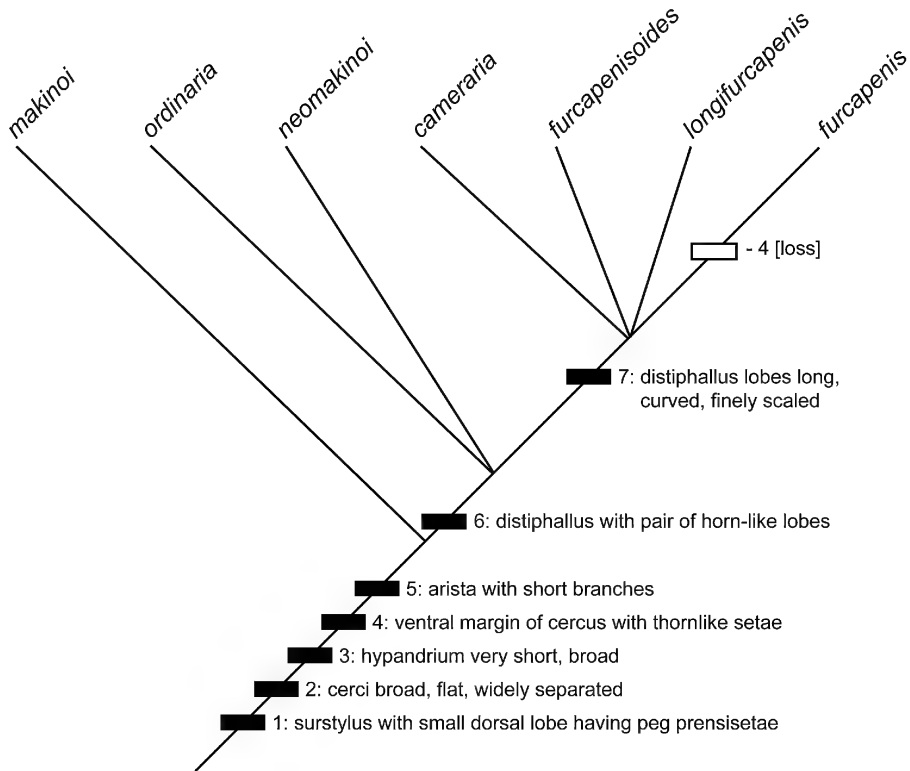 makinoi
ordinaria
neomakinoi
cameraria
furcapenisoides
longifurcapenis
furcapenis
- 4 [loss]
7: distiphallus lobes long,
curved, finely scaled
6: distiphallus with pair of horn-like lobes
5: arista with short branches
4: ventral margin of cercus with thornlike setae
3: hypandrium very short, broad
2: cerci broad, flat, widely separated
1: surstylus with small dorsal lobe having peg prensisetae